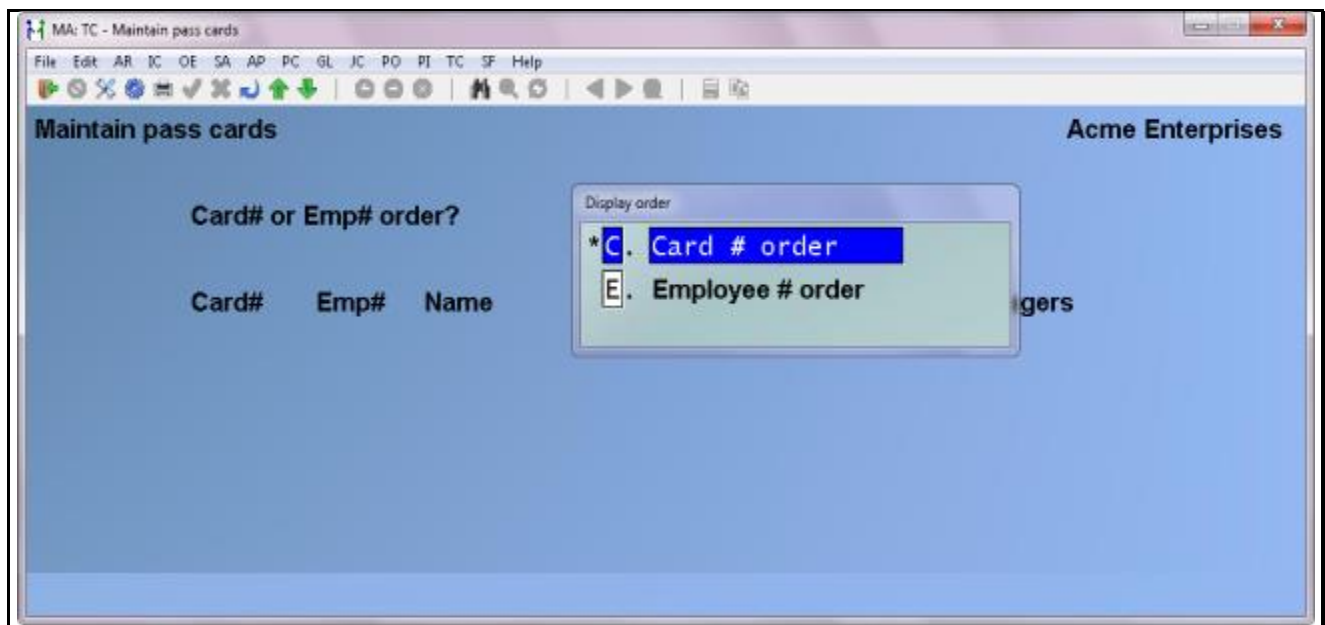 MA: TC - Maintain pass cards
File Edit AR IC OE SA AP PC GL JC PO PI TC SF Help
Maintain pass cards Acme Enterprises
Card# or Emp# order?
Display order
*C. Card # order
E. Employee # order
Card# Emp# Name gers